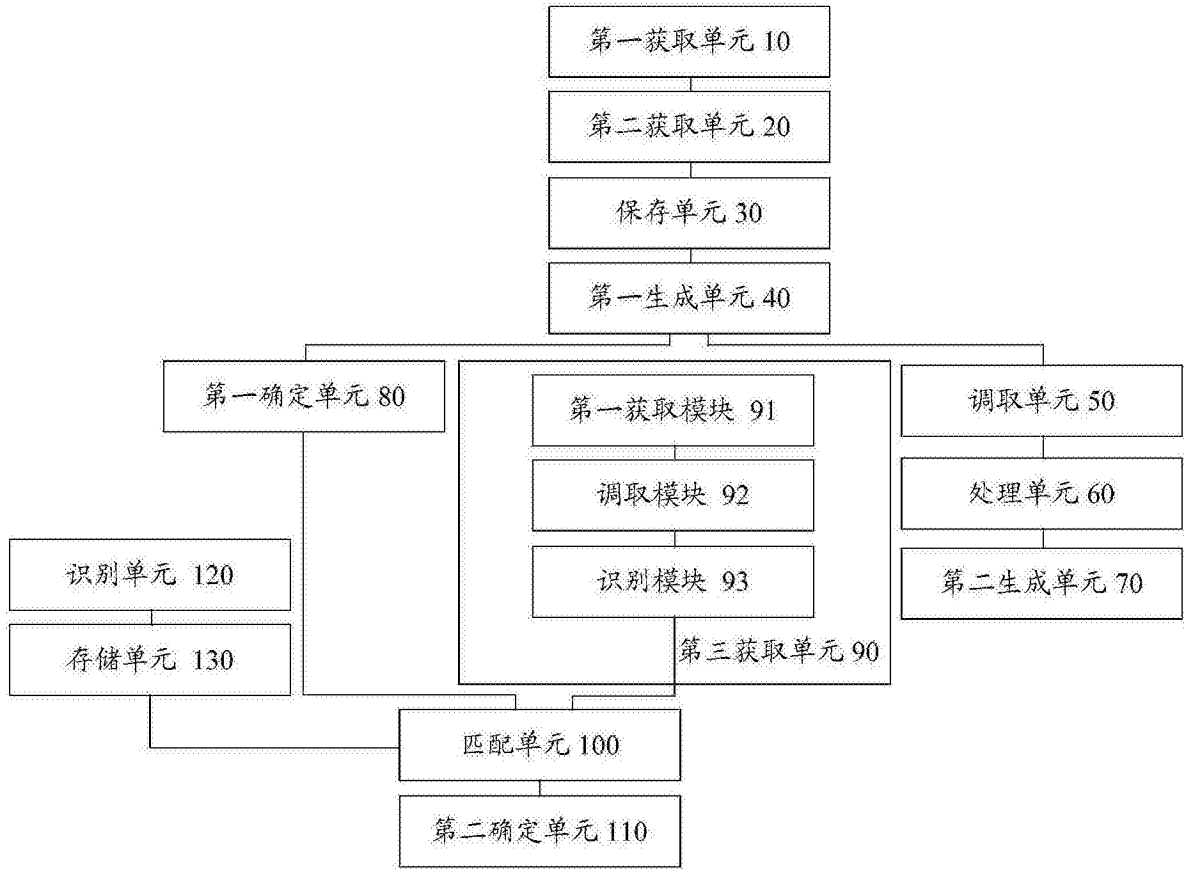 第一获取单元 10
第二获取单元 20
保存单元 30
第一生成单元 40
第一确定单元 80
第一获取模块 91
调取单元 50
调取模块 92
处理单元 60
识别单元 120
识别模块 93
第二生成单元 70
存储单元 130
第三获取单元 90
匹配单元 100
第二确定单元 110